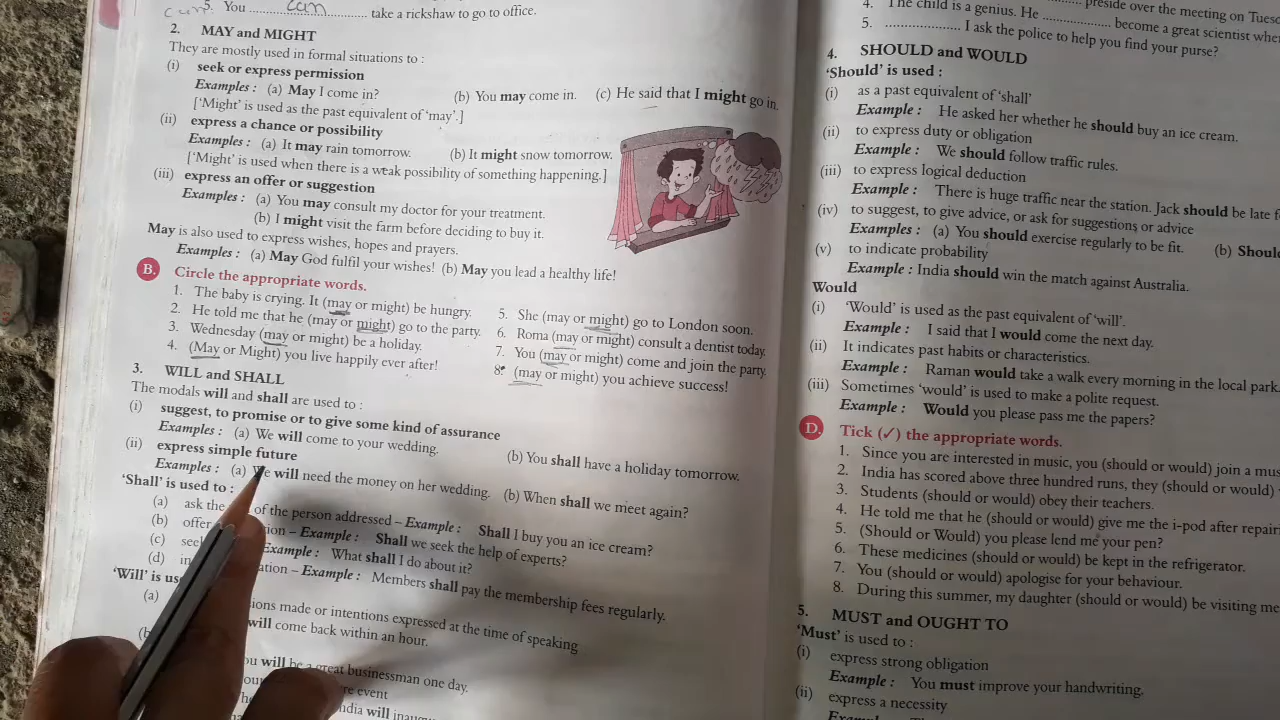 5. You can take a rickshaw to go to office.
2. MAY and MIGHT
They are mostly used in formal situations to :
(i) seek or express permission
Examples : (a) May I come in? (b) You may come in. (c) He said that I might go in.
['Might' is used as the past equivalent of 'may'.]
(ii) express a chance or possibility
Examples : (a) It may rain tomorrow. (b) It might snow tomorrow.
['Might' is used when there is a weak possibility of something happening.]
(iii) express an offer or suggestion
Examples : (a) You may consult my doctor for your treatment.
(b) I might visit the farm before deciding to buy it.
May is also used to express wishes, hopes and prayers.
Examples : (a) May God fulfil your wishes! (b) May you lead a healthy life!
B. Circle the appropriate words.
1. The baby is crying. It (may or might) be hungry.
2. He told me that he (may or might) go to the party.
3. Wednesday (may or might) be a holiday.
4. (May or Might) you live happily ever after!
5. She (may or might) go to London soon.
6. Roma (may or might) consult a dentist today.
7. You (may or might) come and join the party.
8. (may or might) you achieve success!
3. WILL and SHALL
The modals will and shall are used to :
(i) suggest, to promise or to give some kind of assurance
Examples : (a) We will come to your wedding. (b) You shall have a holiday tomorrow.
(ii) express simple future
Examples : (a) We will need the money on her wedding. (b) When shall we meet again?
'Shall' is used to :
(a) ask the of the person addressed – Example : Shall I buy you an ice cream?
(b) offer – Example : Shall we seek the help of experts?
(c) Example : What shall I do about it?
(d) – Example : Members shall pay the membership fees regularly.
'Will' is
(a) made or intentions expressed at the time of speaking
will come back within an hour.
will be a great businessman one day.
event
will
preside over the meeting on
4. The child is a genius. He .................. become a great scientist
5. .................. I ask the police to help you find your purse?
4. SHOULD and WOULD
'Should' is used :
(i) as a past equivalent of 'shall'
Example : He asked her whether he should buy an ice cream.
(ii) to express duty or obligation
Example : We should follow traffic rules.
(iii) to express logical deduction
Example : There is huge traffic near the station. Jack should be late
(iv) to suggest, to give advice, or ask for suggestions or advice
Examples : (a) You should exercise regularly to be fit. (b)
(v) to indicate probability
Example : India should win the match against Australia.
Would
(i) 'Would' is used as the past equivalent of 'will'.
Example : I said that I would come the next day.
(ii) It indicates past habits or characteristics.
Example : Raman would take a walk every morning in the local park.
(iii) Sometimes 'would' is used to make a polite request.
Example : Would you please pass me the papers?
D. Tick (✓) the appropriate words.
1. Since you are interested in music, you (should or would) join a
2. India has scored above three hundred runs, they (should or would)
3. Students (should or would) obey their teachers.
4. He told me that he (should or would) give me the i-pod after
5. (Should or Would) you please lend me your pen?
6. These medicines (should or would) be kept in the refrigerator.
7. You (should or would) apologise for your behaviour.
8. During this summer, my daughter (should or would) be visiting
5. MUST and OUGHT TO
'Must' is used to :
(i) express strong obligation
Example : You must improve your handwriting.
(ii) express a necessity